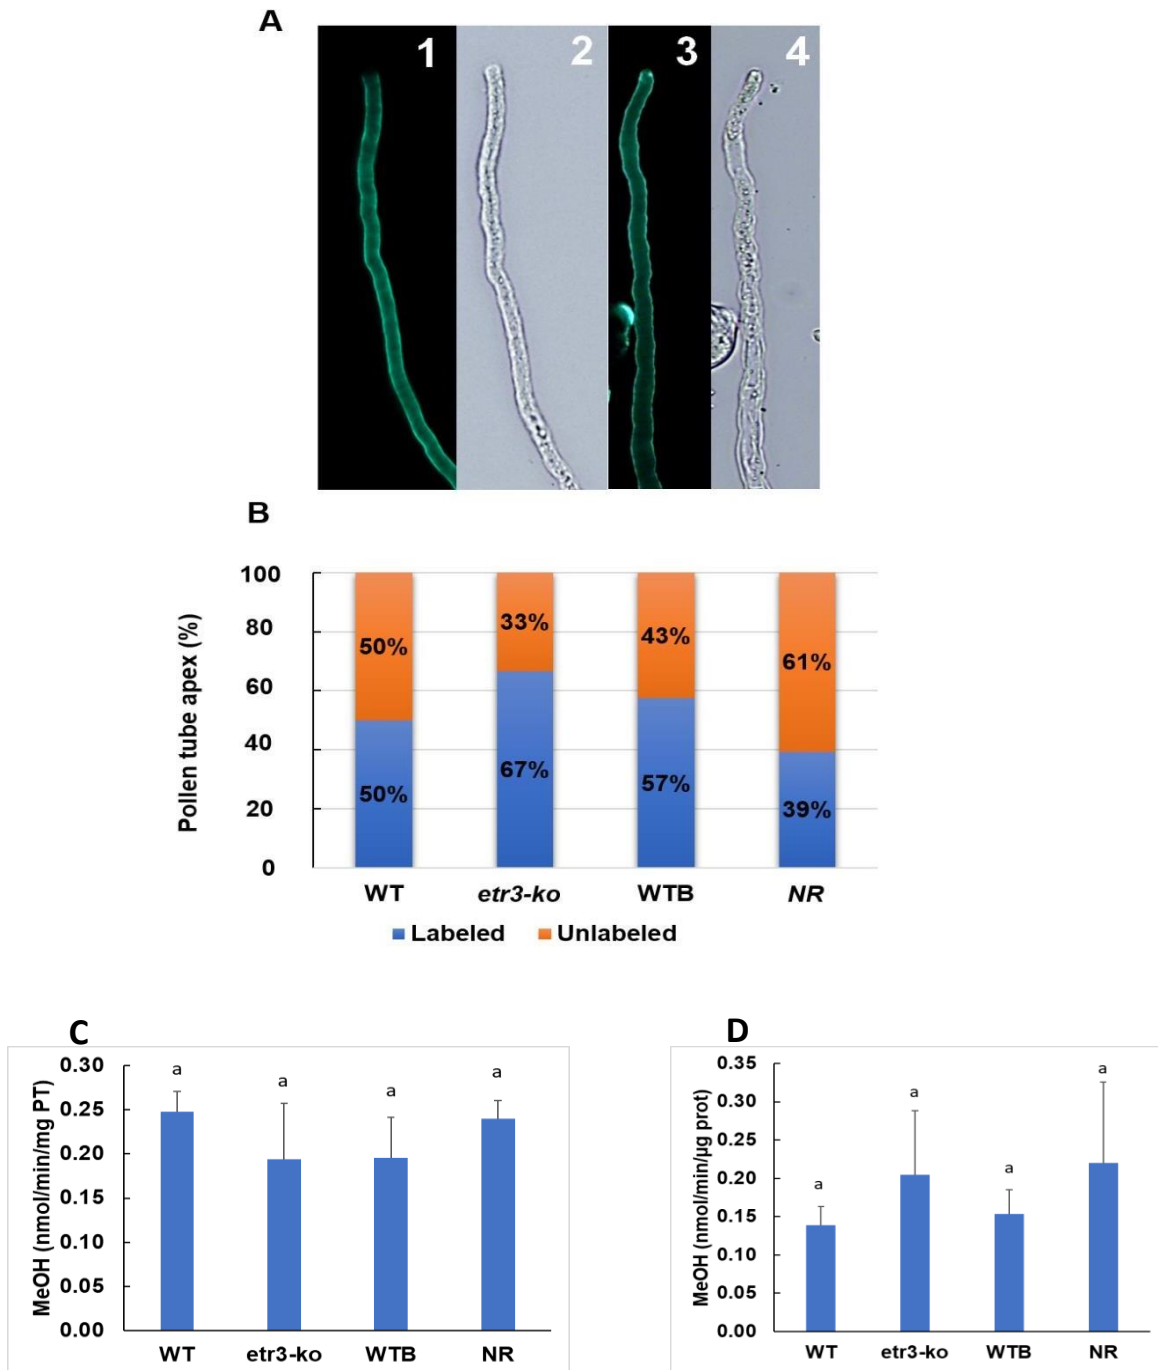 A
1 2 3 4
B
Pollen tube apex (%)
100
80
60
40
20
0
50% 33% 43% 61%
50% 67% 57% 39%
WT etr3-ko WTB NR
Labeled Unlabeled
C
MeOH (nmol/min/mg PT)
0.30
0.25
0.20
0.15
0.10
0.05
0.00
a a a a
WT etr3-ko WTB NR
D
MeOH (nmol/min/µg prot)
0.35
0.30
0.25
0.20
0.15
0.10
0.05
0.00
a a a a
WT etr3-ko WTB NR